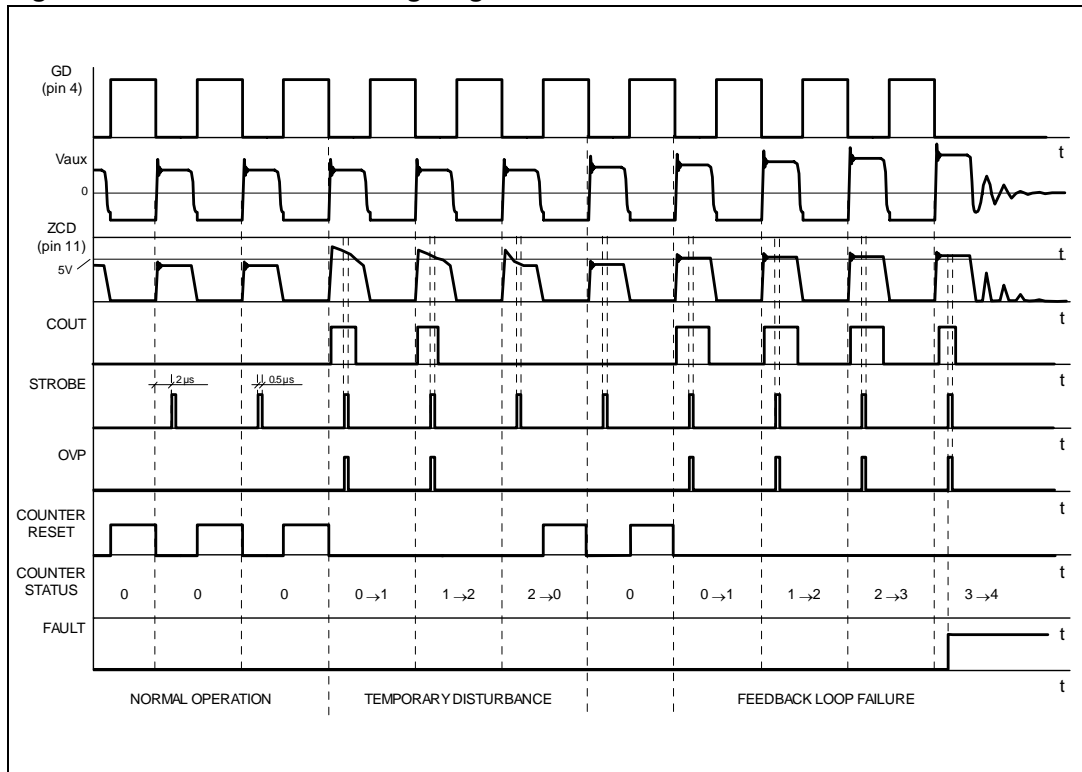 GD
(pin 4)
t
Vaux
0
t
ZCD
(pin 11)
5V
t
COUT
t
STROBE
2 µs
0.5 µs
t
OVP
t
COUNTER
RESET
t
COUNTER
STATUS
0 0 0 0 →1 1 →2 2 →0 0 0 →1 1 →2 2 →3 3 →4
FAULT
t
t
NORMAL OPERATION TEMPORARY DISTURBANCE FEEDBACK LOOP FAILURE